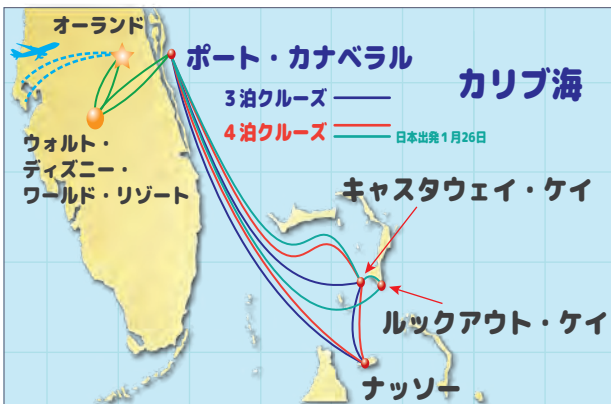 オーランド
ポート・カナベラル
カリブ海
3泊クルーズ
4泊クルーズ
日本出発1月26日
ウォルト・
ディズニー・
ワールド・リゾート
キャスタウェイ・ケイ
ルックアウト・ケイ
ナッソー